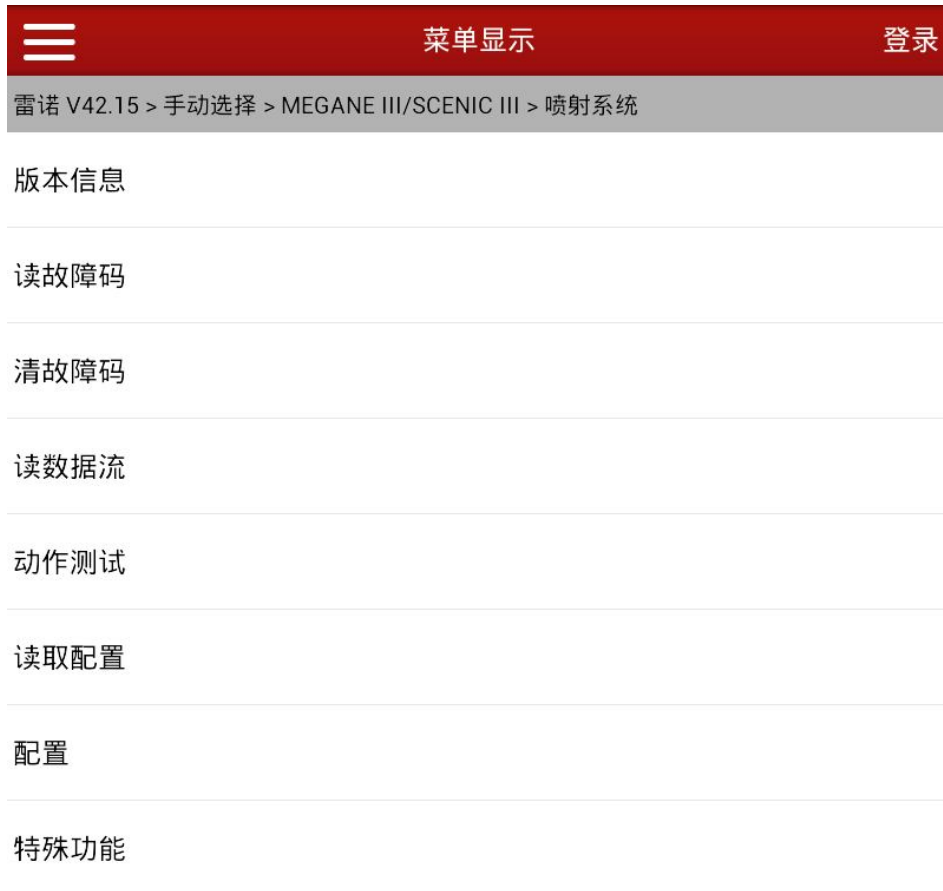 菜单显示
登录
雷诺 V42.15 > 手动选择 > MEGANE III/SCENIC III > 喷射系统
版本信息
读故障码
清故障码
读数据流
动作测试
读取配置
配置
特殊功能